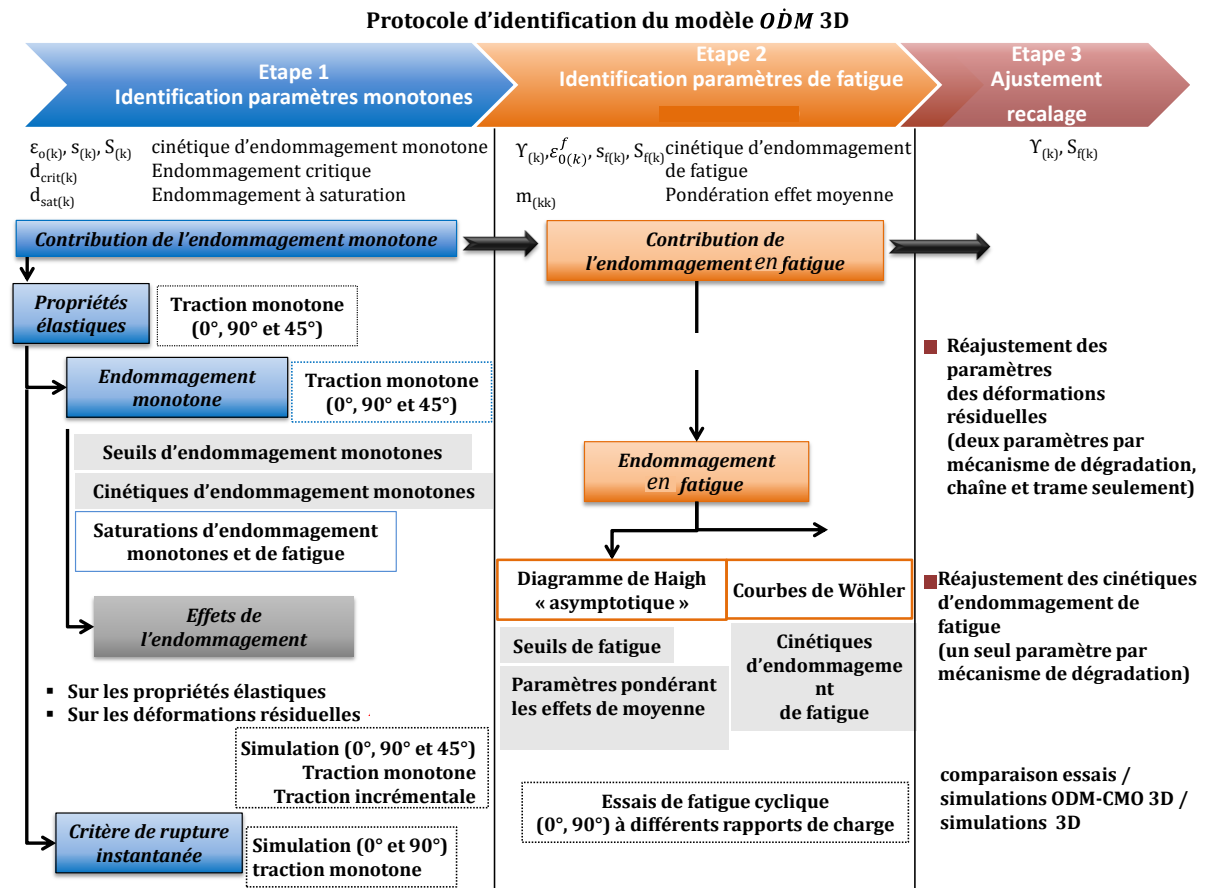 Protocole d'identification du modèle OḊM 3D
Etape 1
Identification paramètres monotones
Etape 2
Identification paramètres de fatigue
Etape 3
Ajustement
recalage
ε₀(k), s(k), S(k) cinétique d'endommagement monotone
dcrit(k) Endommagement critique
dsat(k) Endommagement à saturation
ϒ(k), ε^f_0(k), sf(k), Sf(k) cinétique d'endommagement
de fatigue
m(kk) Pondération effet moyenne
ϒ(k), Sf(k)
Contribution de l'endommagement monotone
Propriétés
élastiques
Traction monotone
(0°, 90° et 45°)
Endommagement
monotone
Traction monotone
(0°, 90° et 45°)
Seuils d'endommagement monotones
Cinétiques d'endommagement monotones
Saturations d'endommagement
monotones et de fatigue
Effets de
l'endommagement
▪ Sur les propriétés élastiques
▪ Sur les déformations résiduelles .
Simulation (0°, 90° et 45°)
Traction monotone
Traction incrémentale
Critère de rupture
instantanée
Simulation (0° et 90°)
traction monotone
Contribution de
l'endommagement en fatigue
Endommagement
en fatigue
Diagramme de Haigh
« asymptotique »
Courbes de Wöhler
Seuils de fatigue
Paramètres pondérant
les effets de moyenne
Cinétiques
d'endommageme
nt
de fatigue
Essais de fatigue cyclique
(0°, 90°) à différents rapports de charge
Réajustement des
paramètres
des déformations
résiduelles
(deux paramètres par
mécanisme de dégradation,
chaîne et trame seulement)
Réajustement des cinétiques
d'endommagement de
fatigue
(un seul paramètre par
mécanisme de dégradation)
comparaison essais /
simulations ODM-CMO 3D /
simulations 3D